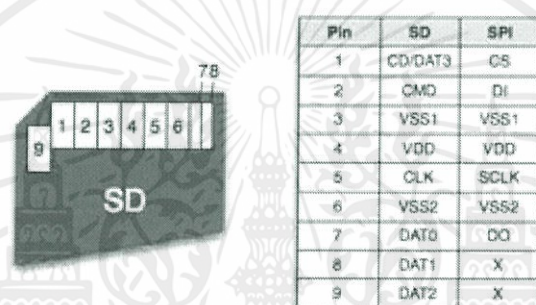 78
1 2 3 4 5 6
9
SD
Pin SD SPI
1 CD/DAT3 CS
2 CMD DI
3 VSS1 VSS1
4 VDD VDD
5 CLK SCLK
6 VSS2 VSS2
7 DAT0 DO
8 DAT1 X
9 DAT2 X